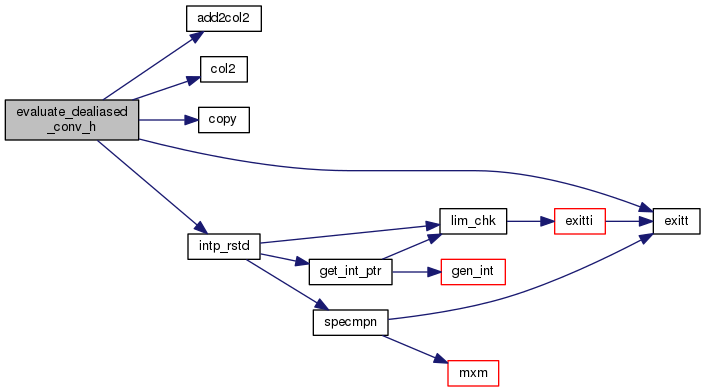 add2col2
col2
evaluate_dealiased
_conv_h
copy
lim_chk
exitti
exitt
intp_rstd
get_int_ptr
gen_int
specmpn
mxm